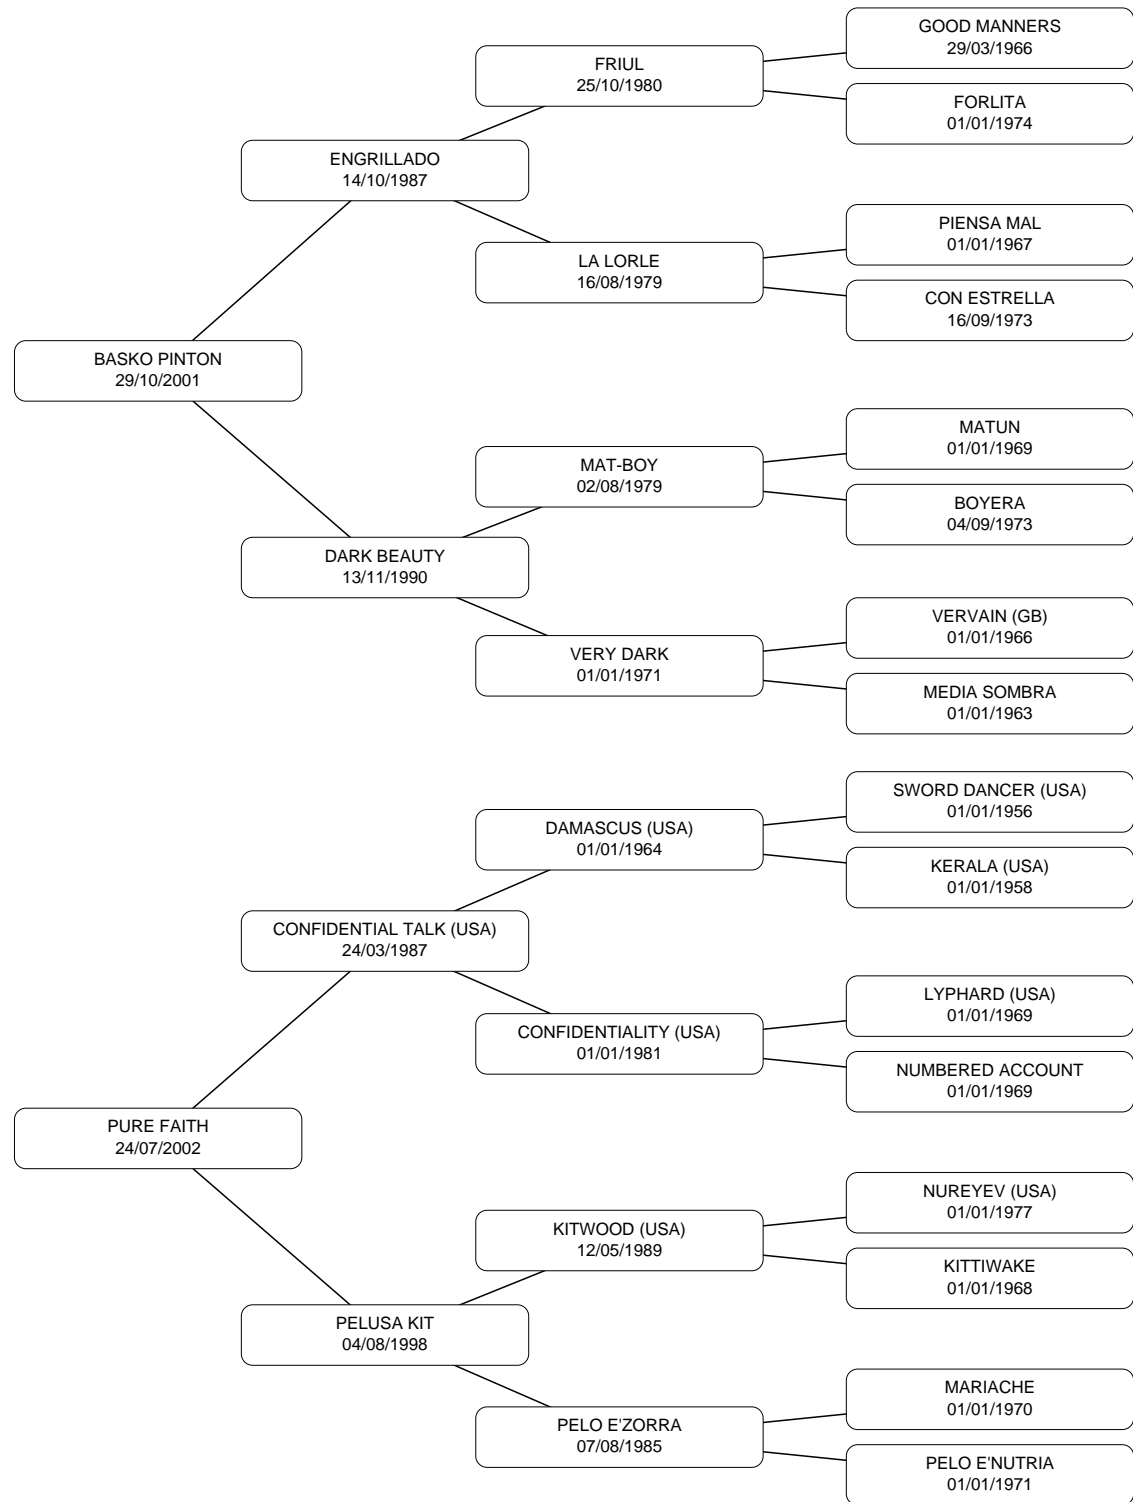 GOOD MANNERS
29/03/1966
FRIUL
25/10/1980
FORLITA
01/01/1974
ENGRILLADO
14/10/1987
PIENSA MAL
01/01/1967
LA LORLE
16/08/1979
CON ESTRELLA
16/09/1973
BASKO PINTON
29/10/2001
MATUN
01/01/1969
MAT-BOY
02/08/1979
BOYERA
04/09/1973
DARK BEAUTY
13/11/1990
VERVAIN (GB)
01/01/1966
VERY DARK
01/01/1971
MEDIA SOMBRA
01/01/1963
SWORD DANCER (USA)
01/01/1956
DAMASCUS (USA)
01/01/1964
KERALA (USA)
01/01/1958
CONFIDENTIAL TALK (USA)
24/03/1987
LYPHARD (USA)
01/01/1969
CONFIDENTIALITY (USA)
01/01/1981
NUMBERED ACCOUNT
01/01/1969
PURE FAITH
24/07/2002
NUREYEV (USA)
01/01/1977
KITWOOD (USA)
12/05/1989
KITTIWAKE
01/01/1968
PELUSA KIT
04/08/1998
MARIACHE
01/01/1970
PELO E'ZORRA
07/08/1985
PELO E'NUTRIA
01/01/1971